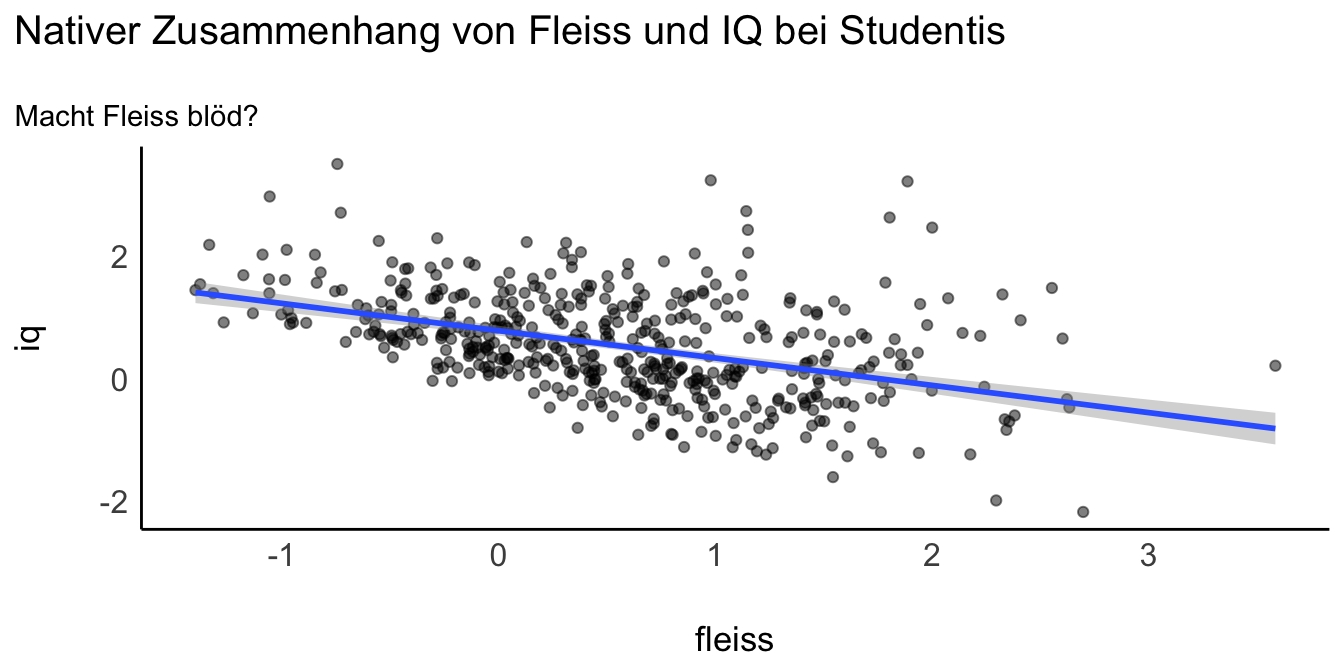 Nativer Zusammenhang von Fleiss und IQ bei Studentis
Macht Fleiss blöd?
iq
2
0
-2
-1 0 1 2 3
fleiss